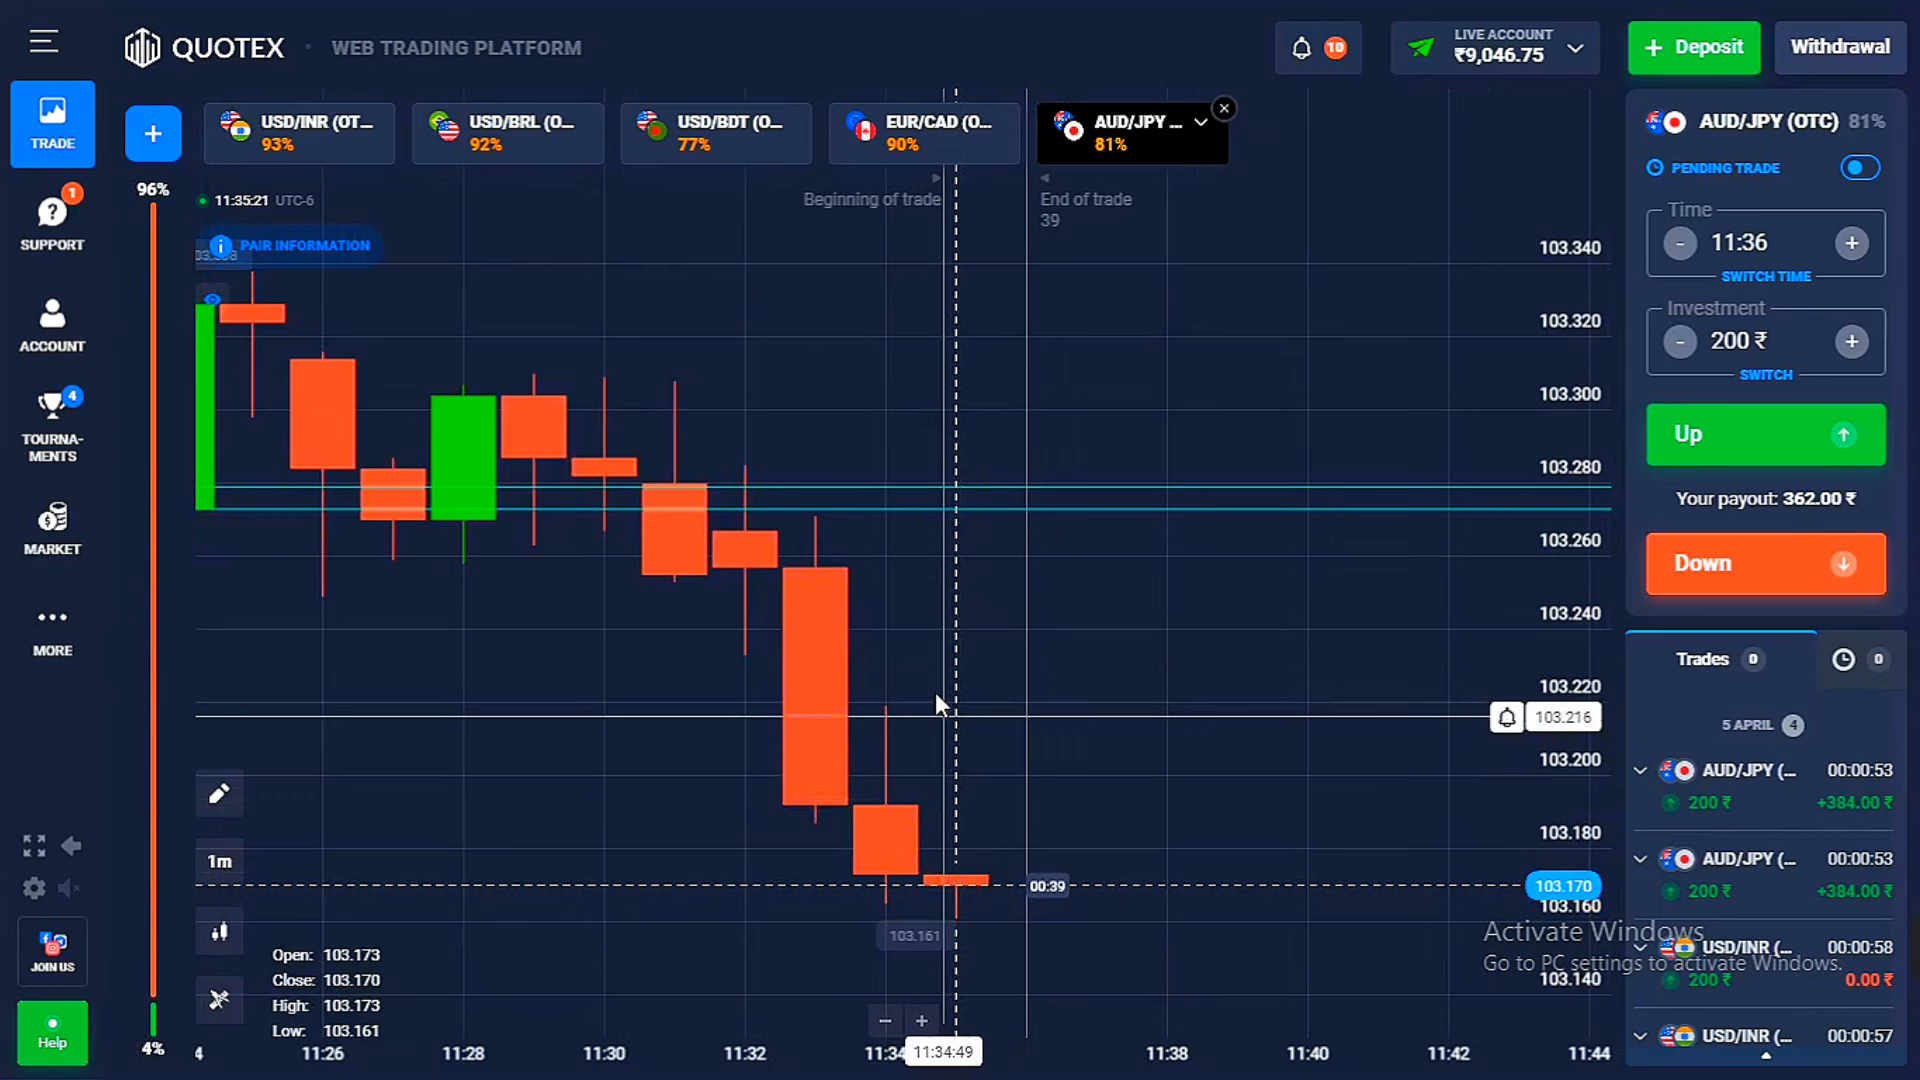 QUOTEX
WEB TRADING PLATFORM
10
LIVE ACCOUNT
₹9,046.75
+ Deposit
Withdrawal
TRADE
1
SUPPORT
ACCOUNT
4
TOURNA-
MENTS
MARKET
MORE
JOIN US
Help
+
USD/INR (OT...
93%
USD/BRL (O...
92%
USD/BDT (O...
77%
EUR/CAD (O...
90%
AUD/JPY ...
81%
96%
4%
11:35:21 UTC-6
PAIR INFORMATION
Beginning of trade
End of trade
39
103.340
103.320
103.300
103.280
103.260
103.240
103.220
103.216
103.200
103.180
103.170
103.160
103.140
00:39
103.161
1m
Open: 103.173
Close: 103.170
High: 103.173
Low: 103.161
4
11:26
11:28
11:30
11:32
11:34
11:34:49
11:38
11:40
11:42
11:44
AUD/JPY (OTC) 81%
PENDING TRADE
Time
- 11:36 +
SWITCH TIME
Investment
- 200 ₹ +
SWITCH
Up
Your payout: 362.00 ₹
Down
Trades 0
0
5 APRIL 4
AUD/JPY (... 00:00:53
200 ₹ +384.00 ₹
AUD/JPY (... 00:00:53
200 ₹ +384.00 ₹
USD/INR (... 00:00:58
200 ₹ 0.00 ₹
USD/INR (... 00:00:57
Activate Windows
Go to PC settings to activate Windows.